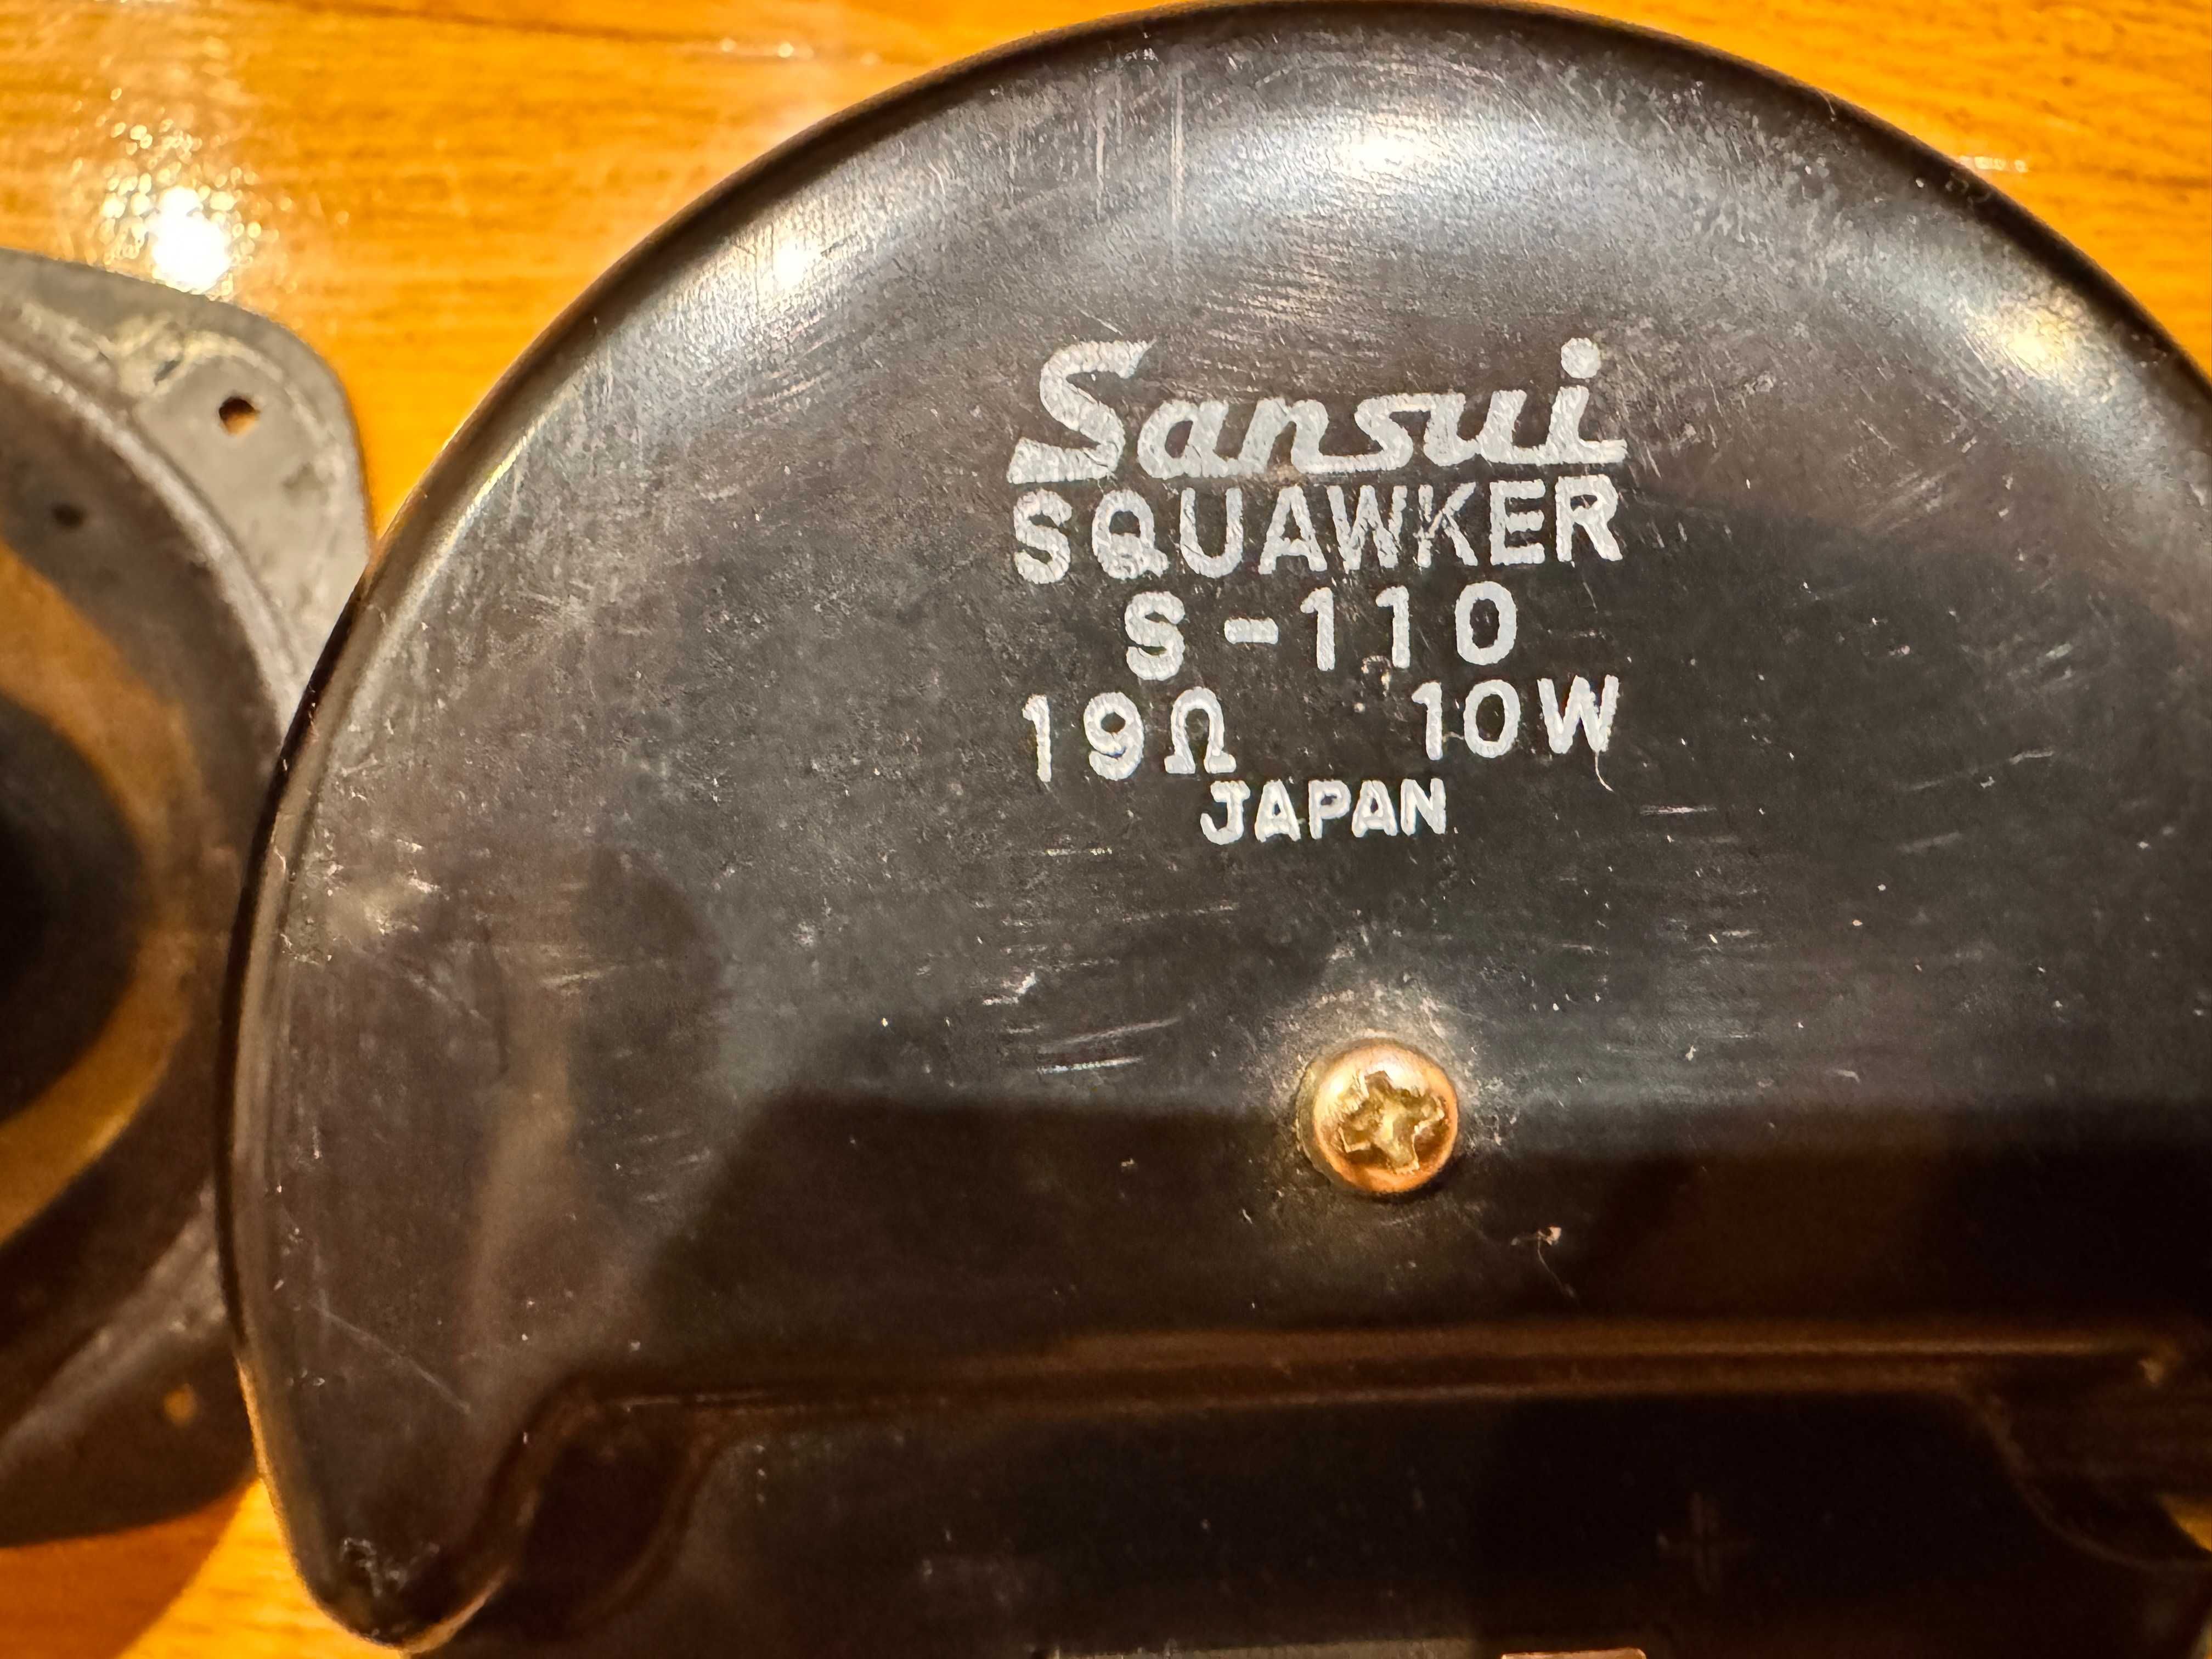 Sansui
SQUAWKER
S-110
19Ω 10W
JAPAN
+